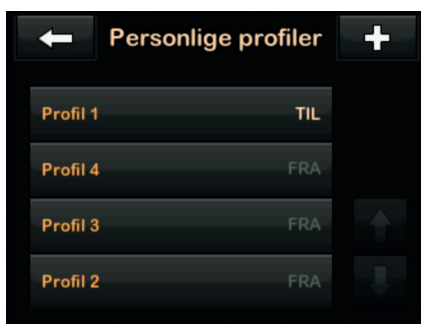 Personlige profiler
Profil 1 TIL
Profil 4 FRA
Profil 3 FRA
Profil 2 FRA